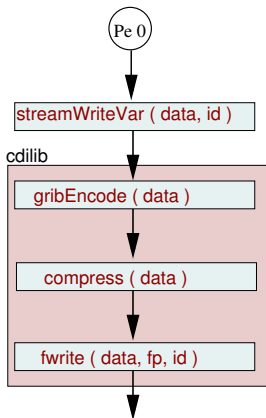 Pe 0
streamWriteVar ( data, id )
cdilib
gribEncode ( data )
compress ( data )
fwrite ( data, fp, id )